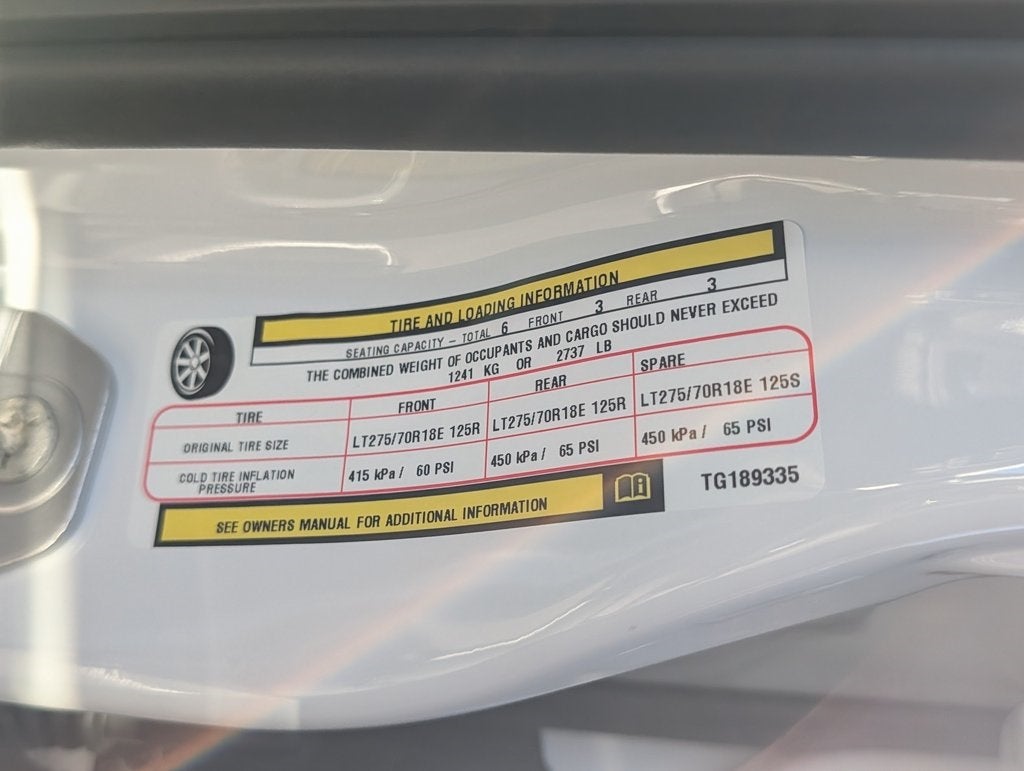 TIRE AND LOADING INFORMATION
SEATING CAPACITY – TOTAL 6 FRONT 3 REAR 3
THE COMBINED WEIGHT OF OCCUPANTS AND CARGO SHOULD NEVER EXCEED
1241 KG OR 2737 LB
TIRE FRONT REAR SPARE
ORIGINAL TIRE SIZE LT275/70R18E 125R LT275/70R18E 125R LT275/70R18E 125S
COLD TIRE INFLATION PRESSURE 415 kPa / 60 PSI 450 kPa / 65 PSI 450 kPa / 65 PSI
SEE OWNERS MANUAL FOR ADDITIONAL INFORMATION
TG189335